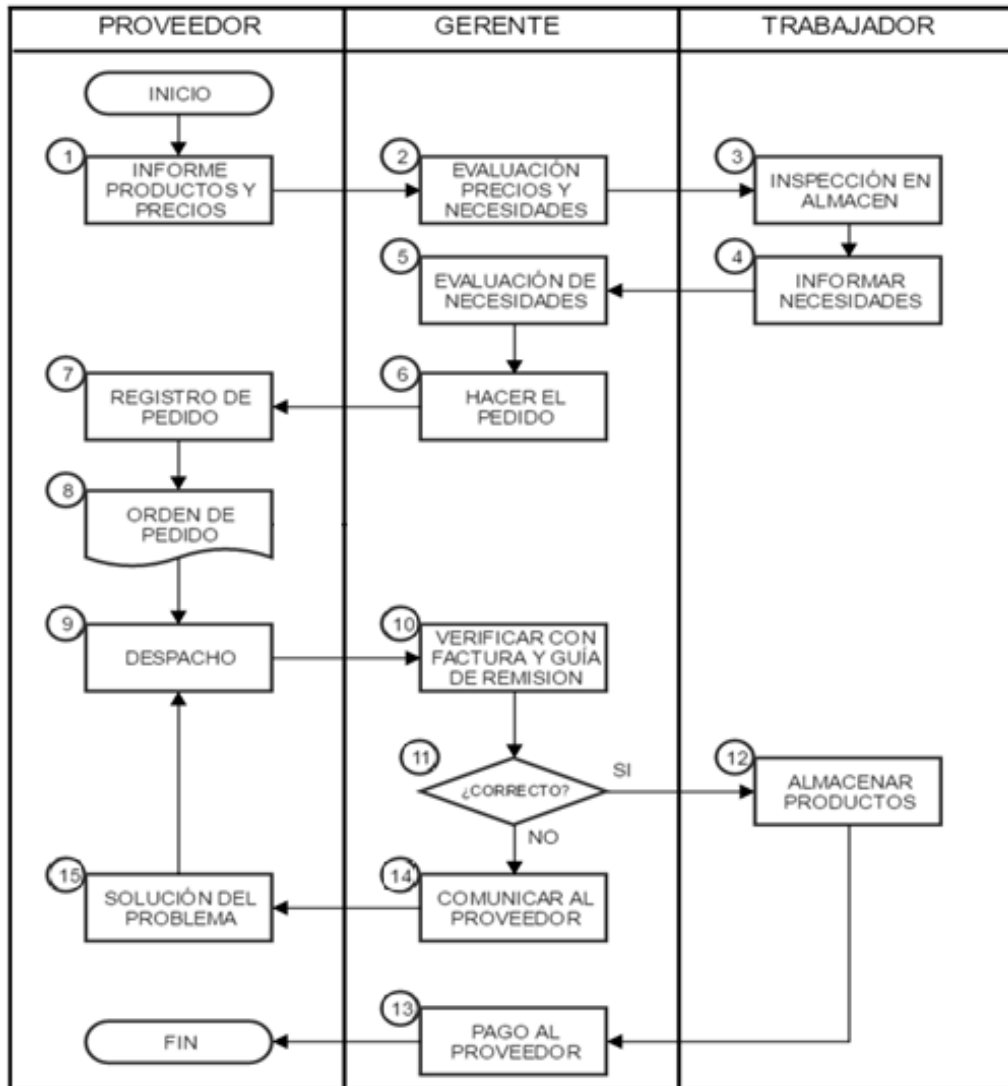 PROVEEDOR
GERENTE
TRABAJADOR
INICIO
1
INFORME
PRODUCTOS Y
PRECIOS
2
EVALUACIÓN
PRECIOS Y
NECESIDADES
3
INSPECCIÓN EN
ALMACEN
4
INFORMAR
NECESIDADES
5
EVALUACIÓN DE
NECESIDADES
6
HACER EL
PEDIDO
7
REGISTRO DE
PEDIDO
8
ORDEN DE
PEDIDO
9
DESPACHO
10
VERIFICAR CON
FACTURA Y GUÍA
DE REMISION
11
¿CORRECTO?
SI
NO
12
ALMACENAR
PRODUCTOS
14
COMUNICAR AL
PROVEEDOR
15
SOLUCIÓN DEL
PROBLEMA
13
PAGO AL
PROVEEDOR
FIN